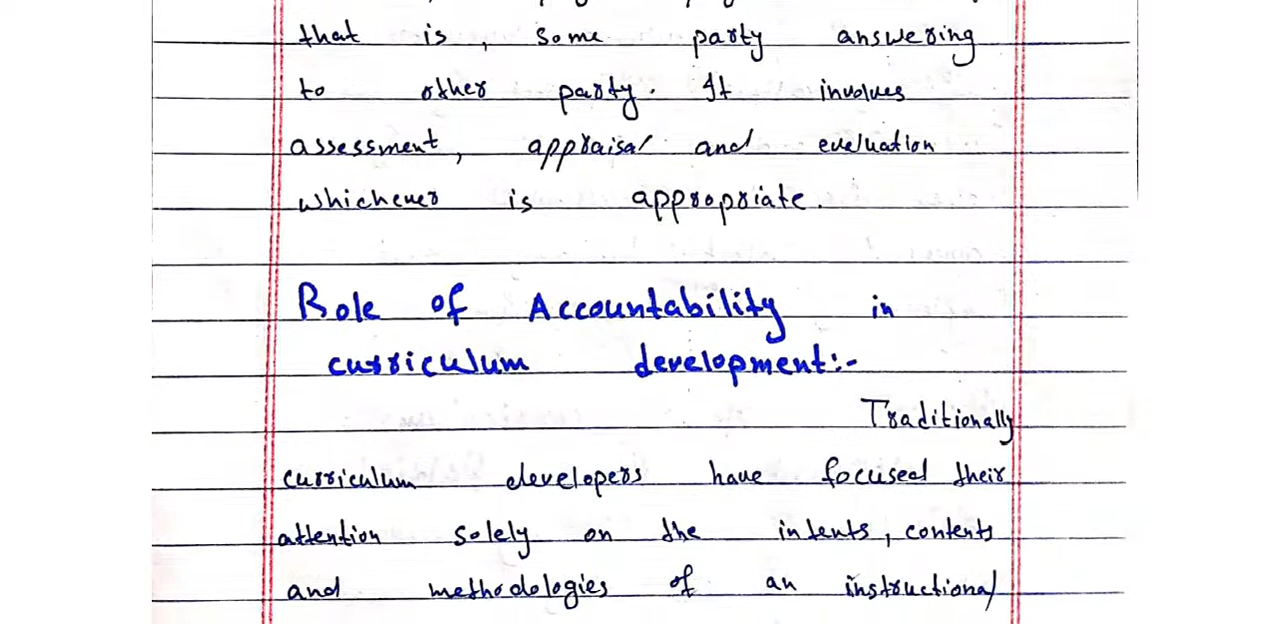 that is, some party answering
to other party. It involves
assessment, appraisal and evaluation
whichever is appropriate.
Role of Accountability in
curriculum development:-
Traditionally
curriculum developers have focused their
attention solely on the intents, contents
and methodologies of an instructional